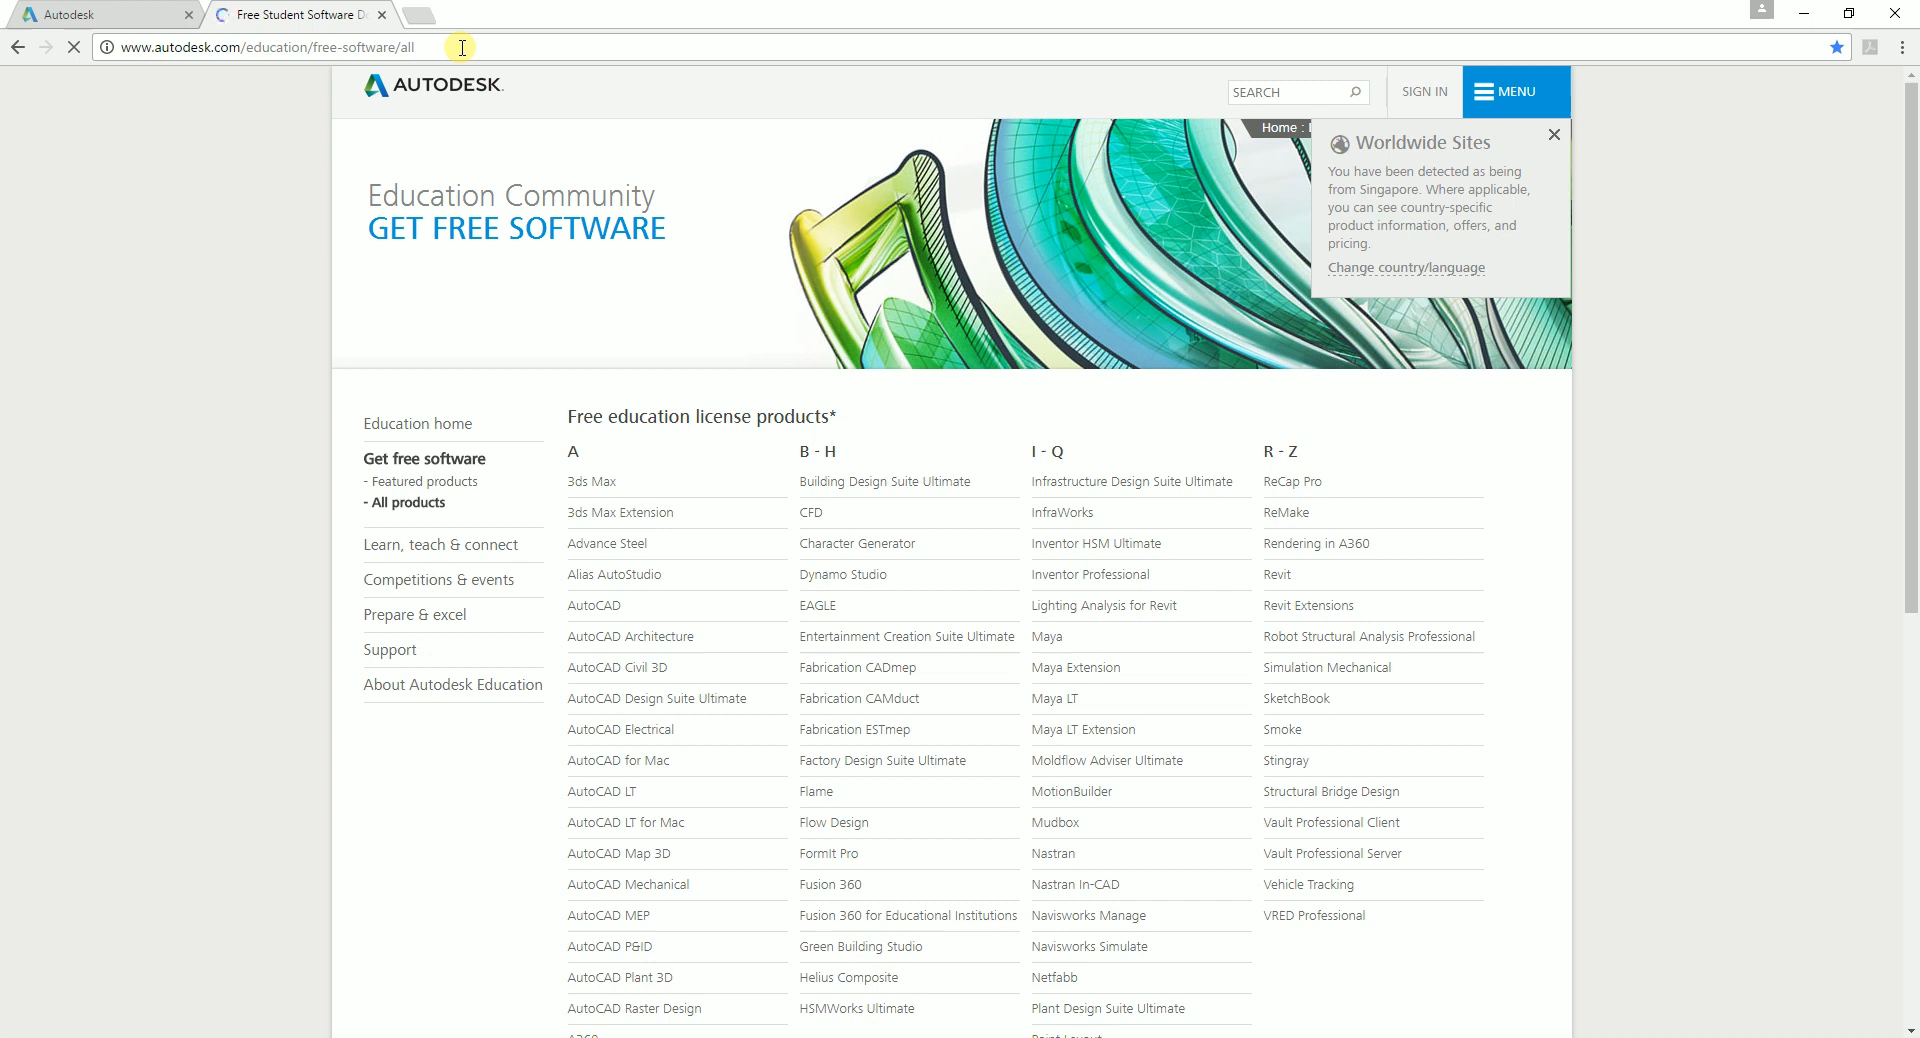 Autodesk
Free Student Software Do
www.autodesk.com/education/free-software/all
AUTODESK.
SEARCH
SIGN IN
MENU
Home :
Worldwide Sites
You have been detected as being
from Singapore. Where applicable,
you can see country-specific
product information, offers, and
pricing.
Change country/language
Education Community
GET FREE SOFTWARE
Education home
Get free software
- Featured products
- All products
Learn, teach & connect
Competitions & events
Prepare & excel
Support
About Autodesk Education
Free education license products*
A
3ds Max
3ds Max Extension
Advance Steel
Alias AutoStudio
AutoCAD
AutoCAD Architecture
AutoCAD Civil 3D
AutoCAD Design Suite Ultimate
AutoCAD Electrical
AutoCAD for Mac
AutoCAD LT
AutoCAD LT for Mac
AutoCAD Map 3D
AutoCAD Mechanical
AutoCAD MEP
AutoCAD P&ID
AutoCAD Plant 3D
AutoCAD Raster Design
A360
B - H
Building Design Suite Ultimate
CFD
Character Generator
Dynamo Studio
EAGLE
Entertainment Creation Suite Ultimate
Fabrication CADmep
Fabrication CAMduct
Fabrication ESTmep
Factory Design Suite Ultimate
Flame
Flow Design
FormIt Pro
Fusion 360
Fusion 360 for Educational Institutions
Green Building Studio
Helius Composite
HSMWorks Ultimate
I - Q
Infrastructure Design Suite Ultimate
InfraWorks
Inventor HSM Ultimate
Inventor Professional
Lighting Analysis for Revit
Maya
Maya Extension
Maya LT
Maya LT Extension
Moldflow Adviser Ultimate
MotionBuilder
Mudbox
Nastran
Nastran In-CAD
Navisworks Manage
Navisworks Simulate
Netfabb
Plant Design Suite Ultimate
Point Layout
R - Z
ReCap Pro
ReMake
Rendering in A360
Revit
Revit Extensions
Robot Structural Analysis Professional
Simulation Mechanical
SketchBook
Smoke
Stingray
Structural Bridge Design
Vault Professional Client
Vault Professional Server
Vehicle Tracking
VRED Professional